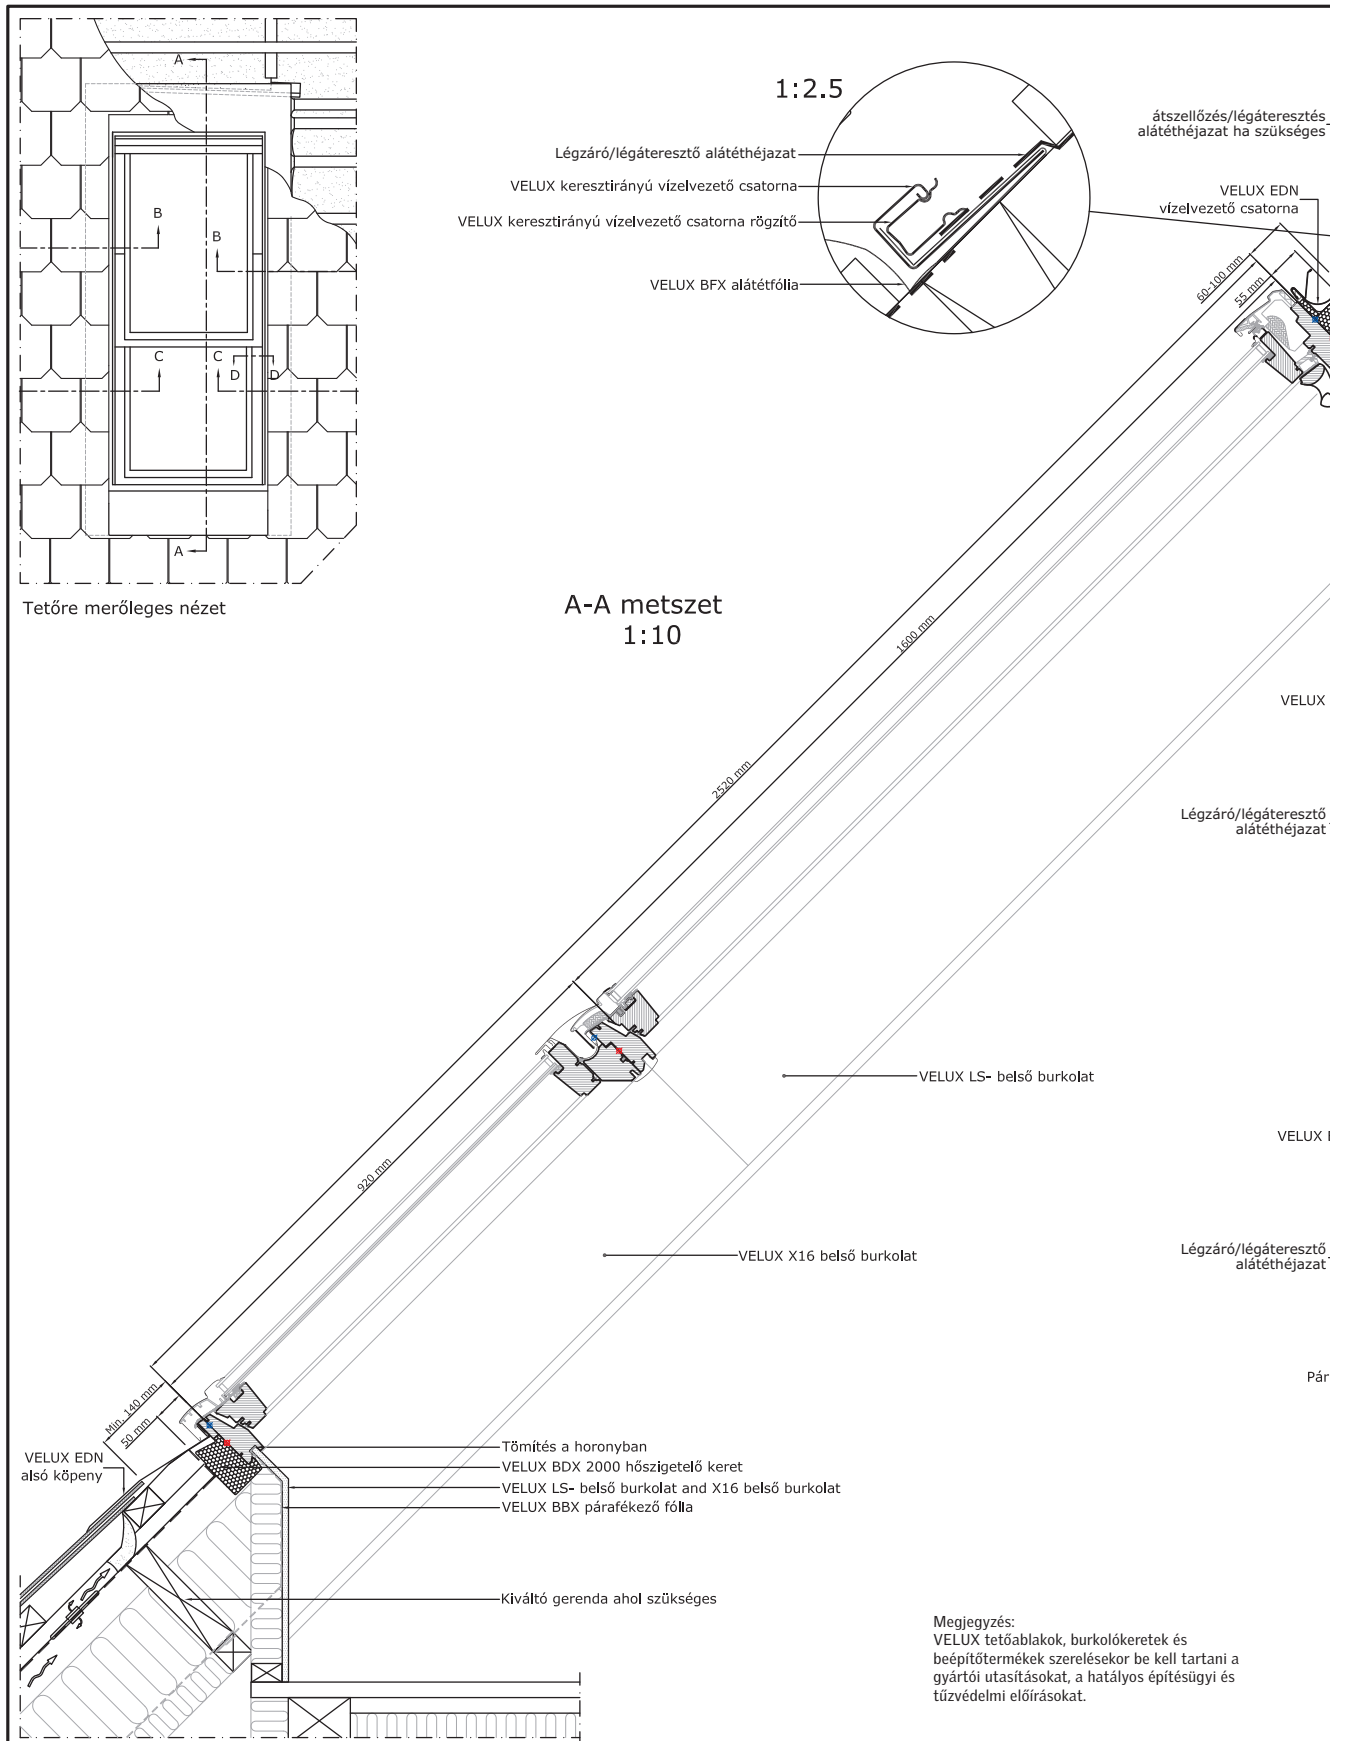 A
B
B
C
C
D
D
A
Tetőre merőleges nézet
1:2.5
Légzáró/légáteresztő alátéthéjazat
VELUX keresztirányú vízelvezető csatorna
VELUX keresztirányú vízelvezető csatorna rögzítő
VELUX BFX alátétfólia
átszellőzés/légáteresztés
alátéthéjazat ha szükséges
VELUX EDN
vízelvezető csatorna
60-100 mm
55 mm
A-A metszet
1:10
1600 mm
2520 mm
920 mm
VELUX
Légzáró/légáteresztő
alátéthéjazat
VELUX LS- belső burkolat
VELUX
VELUX X16 belső burkolat
Légzáró/légáteresztő
alátéthéjazat
Pár
Min. 140 mm
50 mm
VELUX EDN
alsó köpeny
Tömítés a horonyban
VELUX BDX 2000 hőszigetelő keret
VELUX LS- belső burkolat and X16 belső burkolat
VELUX BBX párafékező fólla
Kiváltó gerenda ahol szükséges
Megjegyzés:
VELUX tetőablakok, burkolókeretek és
beépítőtermékek szerelésekor be kell tartani a
gyártói utasításokat, a hatályos építésügyi és
tűzvédelmi előírásokat.